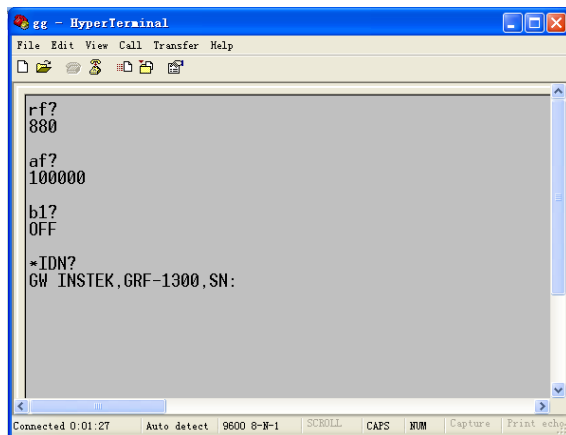 gg - HyperTerminal
File Edit View Call Transfer Help
rf?
880
af?
100000
b1?
OFF
*IDN?
GW INSTEK,GRF-1300,SN:
Connected 0:01:27 Auto detect 9600 8-N-1 SCROLL CAPS NUM Capture Print echo